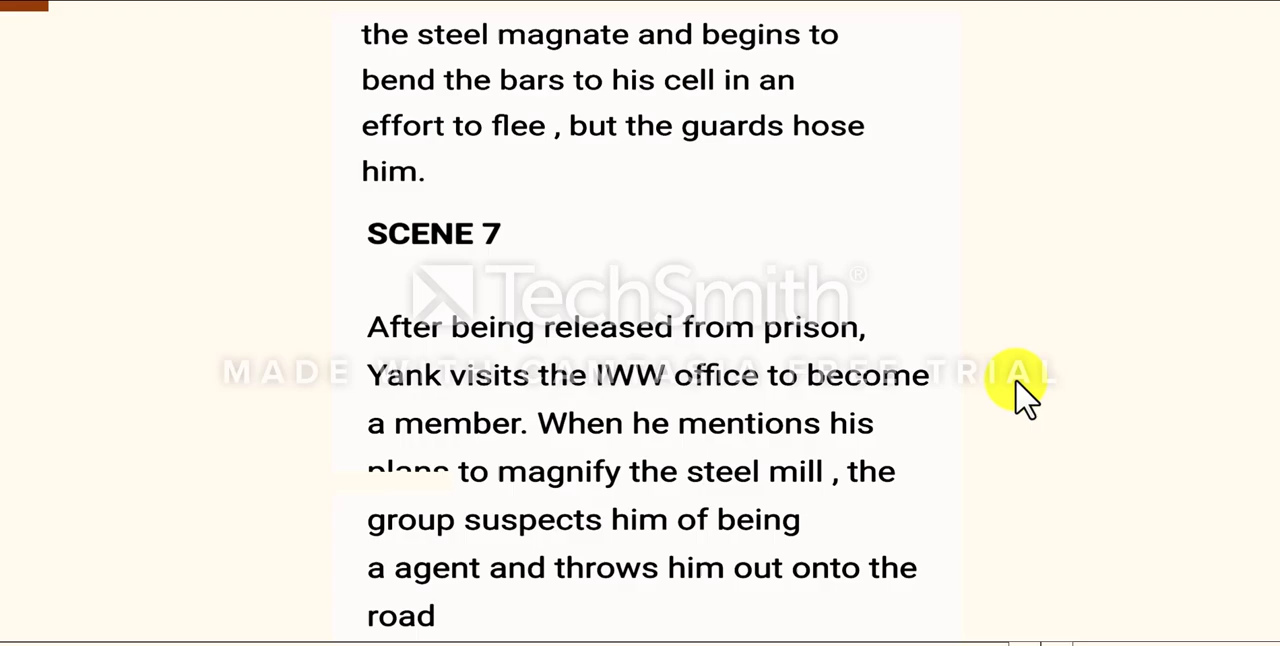 the steel magnate and begins to
bend the bars to his cell in an
effort to flee , but the guards hose
him.
SCENE 7
TechSmith®
After being released from prison,
MADE WITH CAMTASIA FREE TRIAL
Yank visits the IWW office to become
a member. When he mentions his
plans to magnify the steel mill , the
group suspects him of being
a agent and throws him out onto the
road